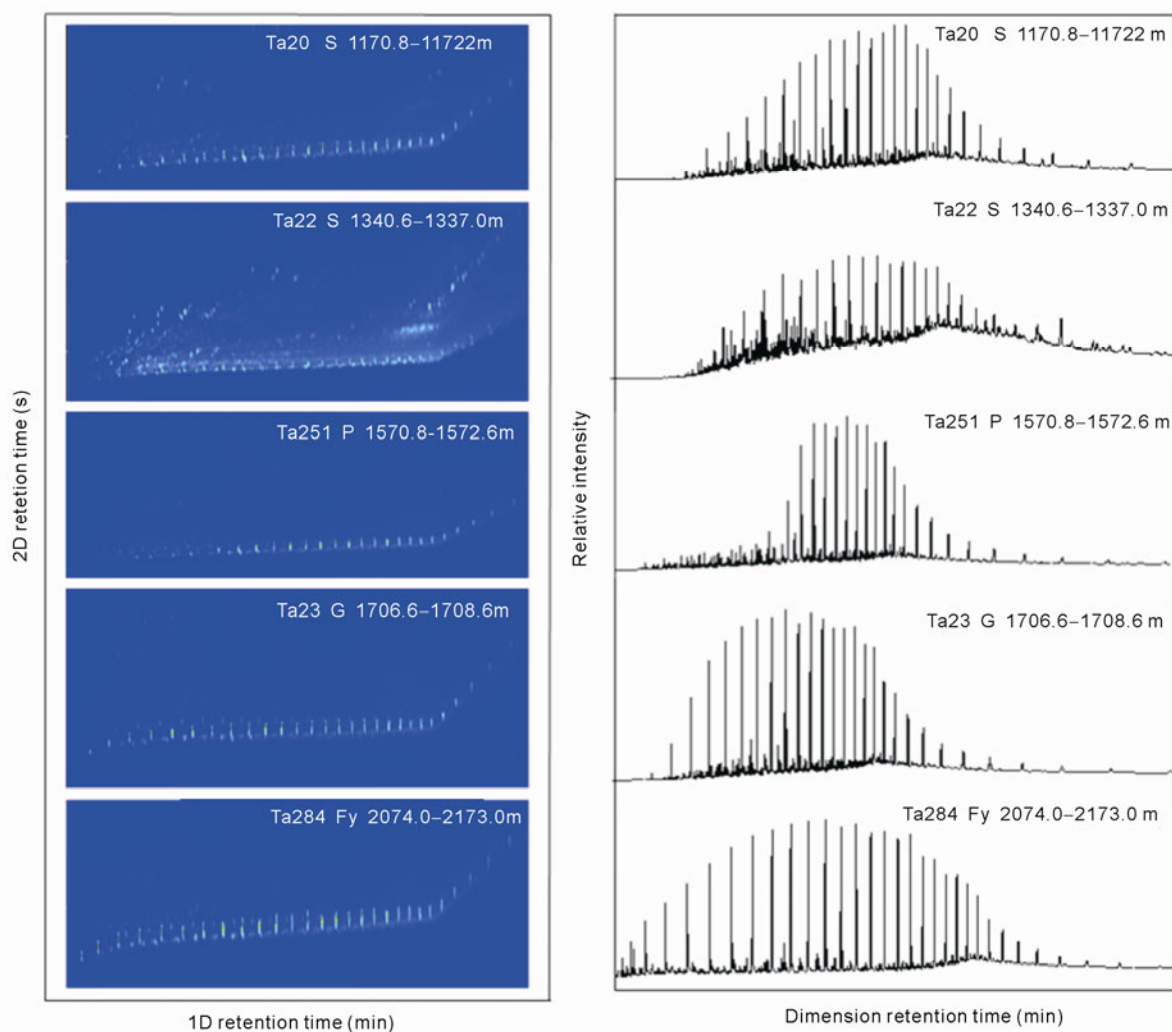 Ta20 S 1170.8–11722m
Ta22 S 1340.6–1337.0m
Ta251 P 1570.8-1572.6m
Ta23 G 1706.6–1708.6m
Ta284 Fy 2074.0–2173.0m
2D retetion time (s)
1D retention time (min)
Ta20 S 1170.8–11722 m
Ta22 S 1340.6–1337.0 m
Ta251 P 1570.8–1572.6 m
Ta23 G 1706.6–1708.6 m
Ta284 Fy 2074.0–2173.0 m
Relative intensity
Dimension retention time (min)